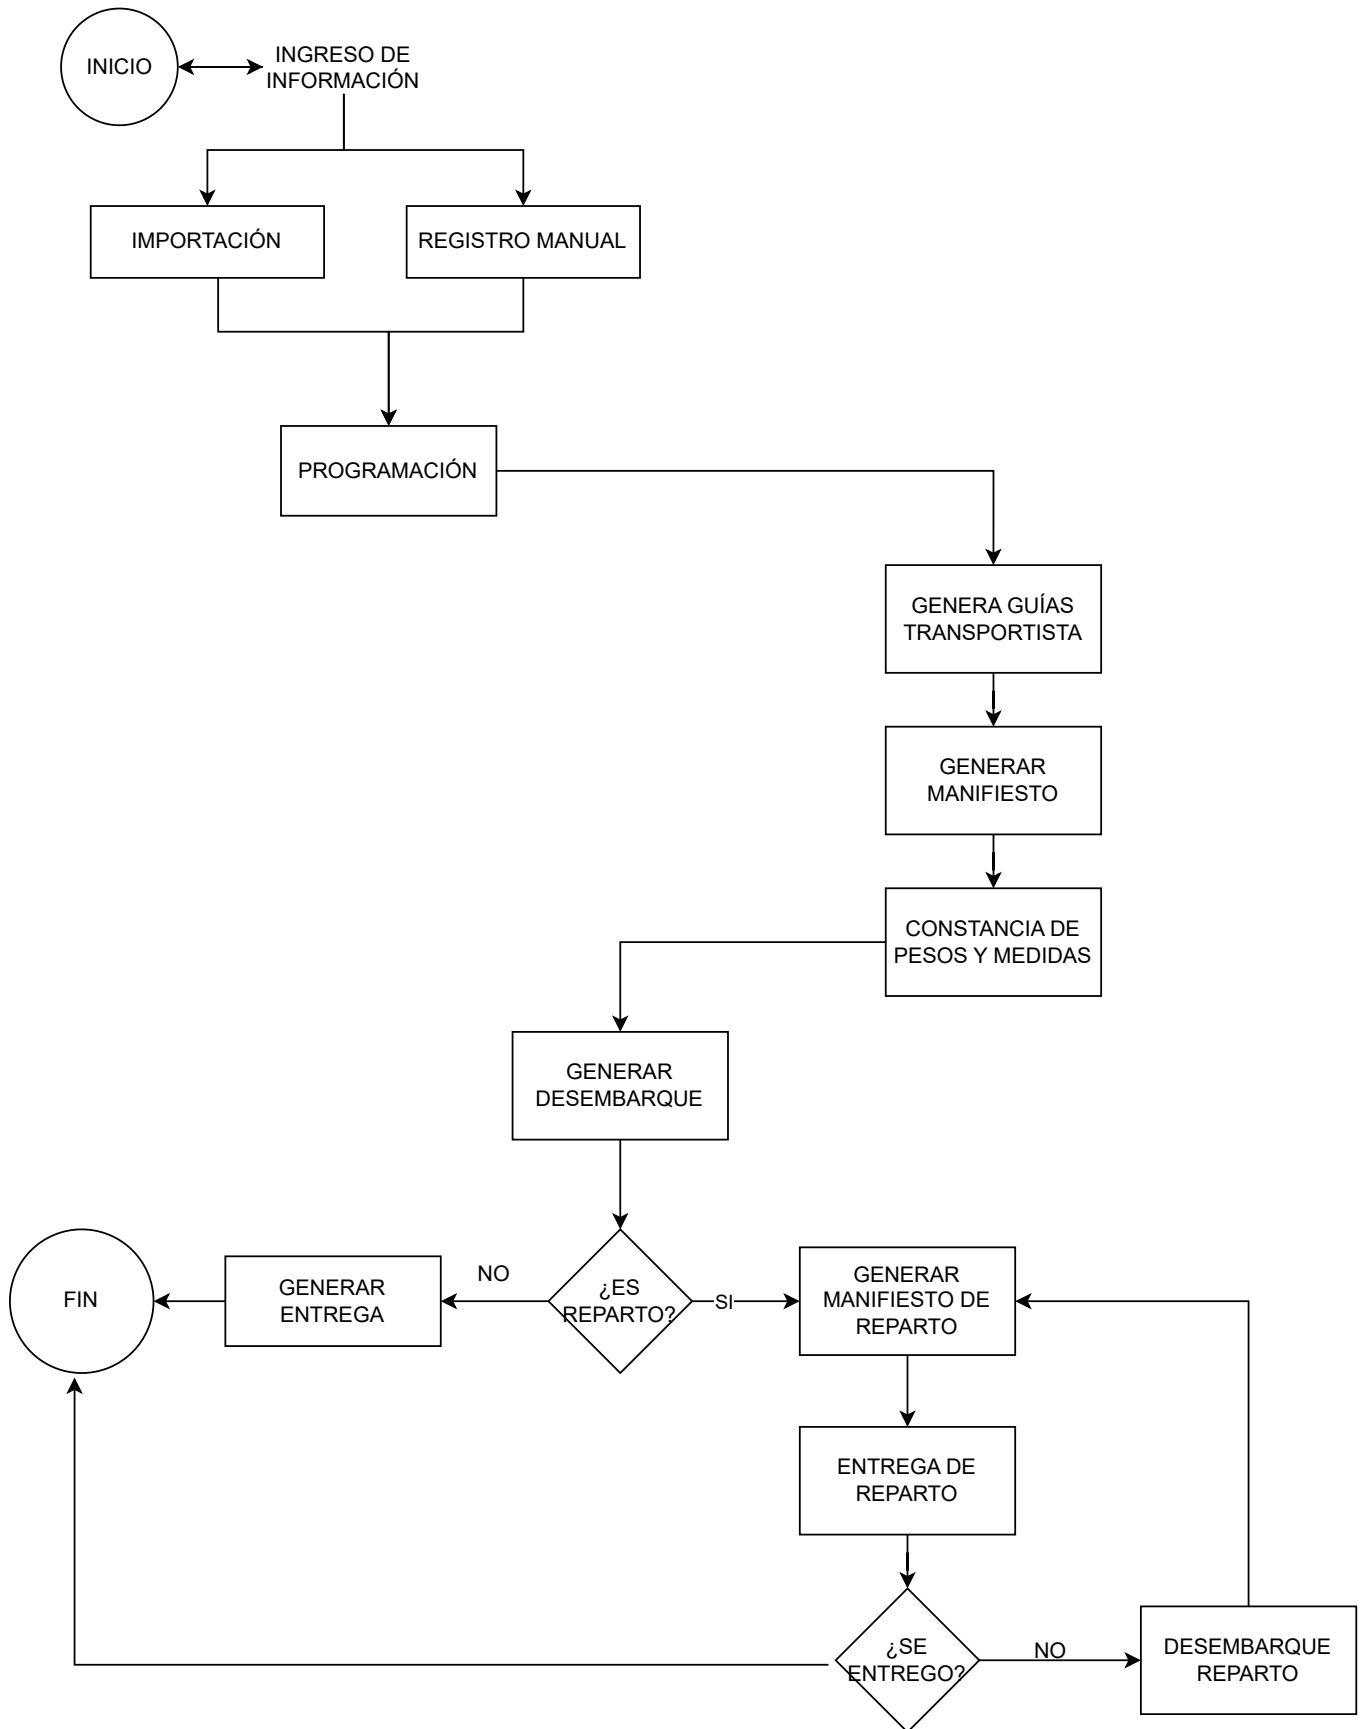 INICIO
INGRESO DE
INFORMACIÓN
IMPORTACIÓN
REGISTRO MANUAL
PROGRAMACIÓN
GENERA GUÍAS
TRANSPORTISTA
GENERAR
MANIFIESTO
CONSTANCIA DE
PESOS Y MEDIDAS
GENERAR
DESEMBARQUE
FIN
GENERAR
ENTREGA
NO
¿ES
REPARTO?
SI
GENERAR
MANIFIESTO DE
REPARTO
ENTREGA DE
REPARTO
¿SE
ENTREGO?
NO
DESEMBARQUE
REPARTO